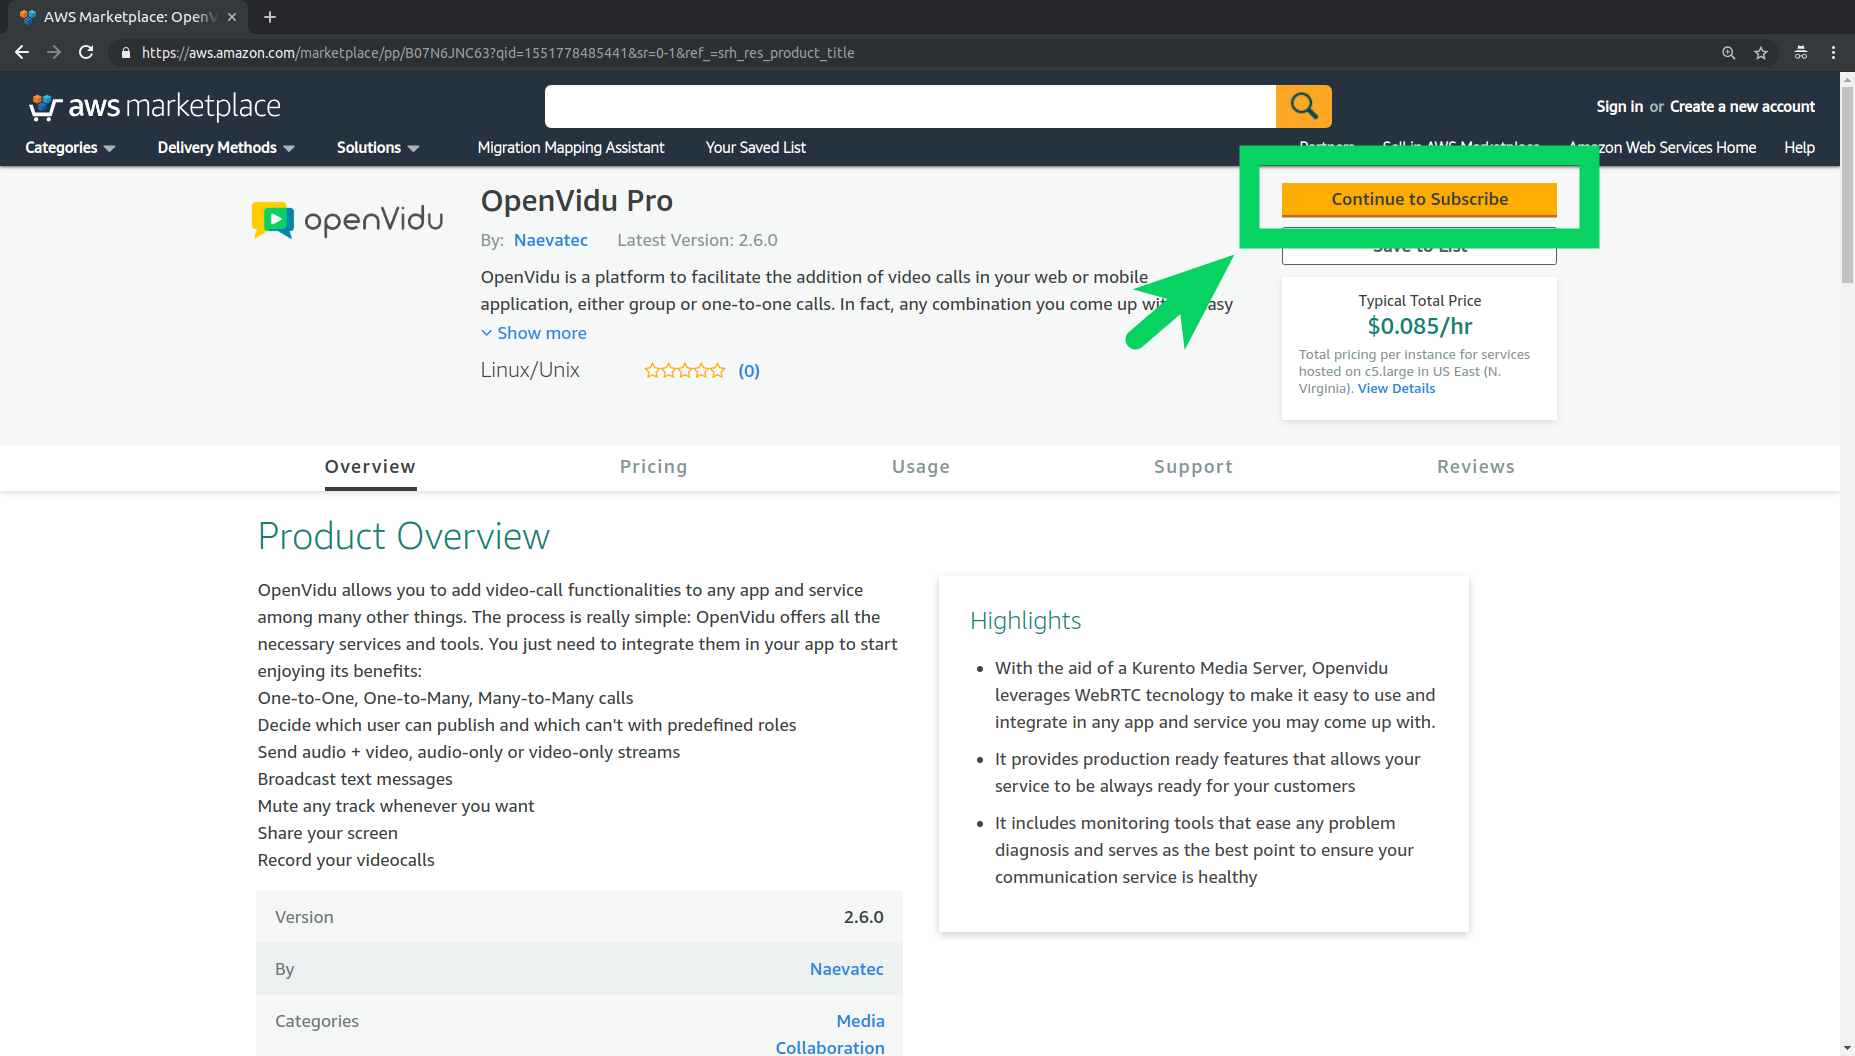 AWS Marketplace: OpenV
https://aws.amazon.com/marketplace/pp/B07N6JNC63?qid=1551778485441&sr=0-1&ref_=srh_res_product_title
aws marketplace
Sign in or Create a new account
Categories
Delivery Methods
Solutions
Migration Mapping Assistant
Your Saved List
Partners
Sell in AWS Marketplace
Amazon Web Services Home
Help
openVidu
OpenVidu Pro
By: Naevatec
Latest Version: 2.6.0
OpenVidu is a platform to facilitate the addition of video calls in your web or mobile
application, either group or one-to-one calls. In fact, any combination you come up
Show more
Linux/Unix
(0)
Continue to Subscribe
Save to List
Typical Total Price
$0.085/hr
Total pricing per instance for services
hosted on c5.large in US East (N.
Virginia). View Details
Overview
Pricing
Usage
Support
Reviews
Product Overview
OpenVidu allows you to add video-call functionalities to any app and service
among many other things. The process is really simple: OpenVidu offers all the
necessary services and tools. You just need to integrate them in your app to start
enjoying its benefits:
One-to-One, One-to-Many, Many-to-Many calls
Decide which user can publish and which can't with predefined roles
Send audio + video, audio-only or video-only streams
Broadcast text messages
Mute any track whenever you want
Share your screen
Record your videocalls
Version
2.6.0
By
Naevatec
Categories
Media
Collaboration
Highlights
With the aid of a Kurento Media Server, Openvidu
leverages WebRTC tecnology to make it easy to use and
integrate in any app and service you may come up with.
It provides production ready features that allows your
service to be always ready for your customers
It includes monitoring tools that ease any problem
diagnosis and serves as the best point to ensure your
communication service is healthy